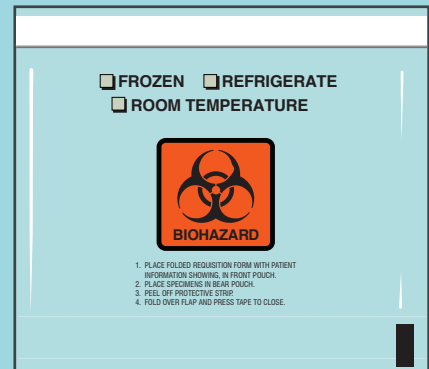 FROZEN REFRIGERATE
ROOM TEMPERATURE
BIOHAZARD
1. PLACE FOLDED REQUISITION FORM WITH PATIENT
INFORMATION SHOWING, IN FRONT POUCH.
2. PLACE SPECIMENS IN BEAR POUCH.
3. PEEL OFF PROTECTIVE STRIP.
4. FOLD OVER FLAP AND PRESS TAPE TO CLOSE.